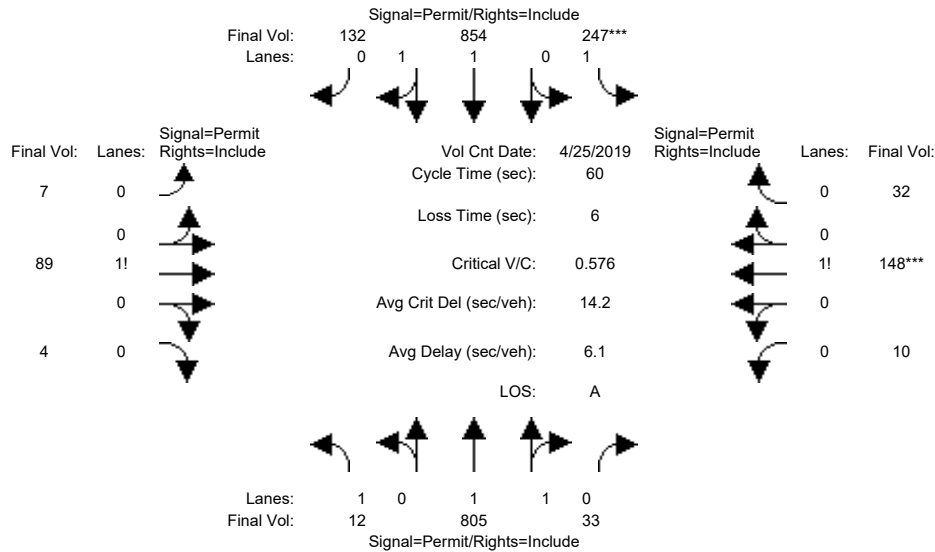 Signal=Permit/Rights=Include
Final Vol: 132 854 247***
Lanes: 0 1 1 0 1
Signal=Permit
Final Vol: Lanes: Rights=Include
Vol Cnt Date: 4/25/2019
Signal=Permit
Rights=Include Lanes: Final Vol:
Cycle Time (sec): 60
7 0
0 32
Loss Time (sec): 6
0
0
89 1!
Critical V/C: 0.576
1! 148***
0
Avg Crit Del (sec/veh): 14.2
0
4 0
Avg Delay (sec/veh): 6.1
0 10
LOS: A
Lanes: 1 0 1 1 0
Final Vol: 12 805 33
Signal=Permit/Rights=Include